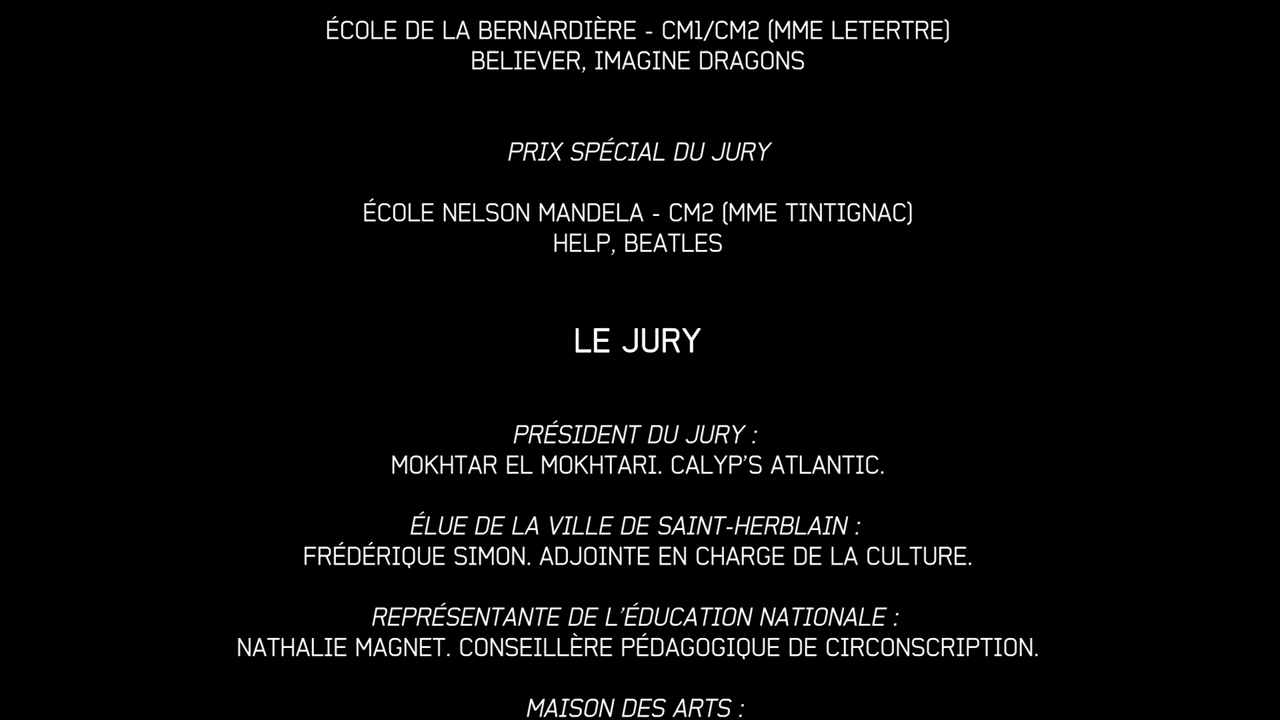 ÉCOLE DE LA BERNARDIÈRE - CM1/CM2 (MME LETERTRE)
BELIEVER, IMAGINE DRAGONS
PRIX SPÉCIAL DU JURY
ÉCOLE NELSON MANDELA - CM2 (MME TINTIGNAC)
HELP, BEATLES
LE JURY
PRÉSIDENT DU JURY :
MOKHTAR EL MOKHTARI. CALYP'S ATLANTIC.
ÉLUE DE LA VILLE DE SAINT-HERBLAIN :
FRÉDÉRIQUE SIMON. ADJOINTE EN CHARGE DE LA CULTURE.
REPRÉSENTANTE DE L'ÉDUCATION NATIONALE :
NATHALIE MAGNET. CONSEILLÈRE PÉDAGOGIQUE DE CIRCONSCRIPTION.
MAISON DES ARTS :